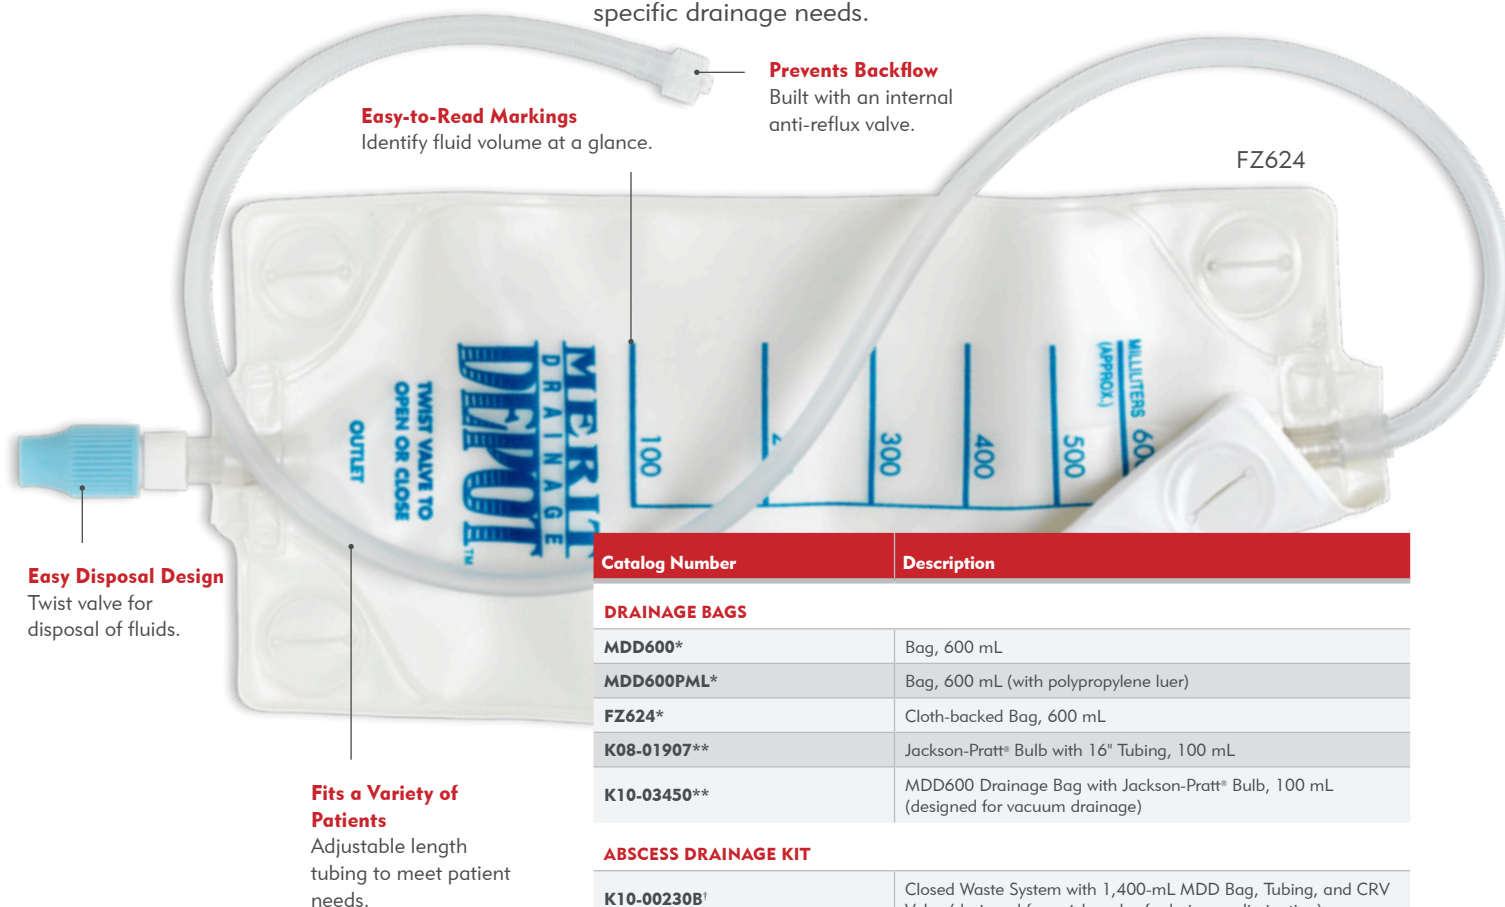 specific drainage needs.
Prevents Backflow
Built with an internal
anti-reflux valve.
Easy-to-Read Markings
Identify fluid volume at a glance.
FZ624
MILLILITERS
(APPROX.)
500
400
300
100
MERIT
DRAINAGE
DEPOT™
TWIST VALVE TO
OPEN OR CLOSE
OUTLET
Easy Disposal Design
Twist valve for
disposal of fluids.
Fits a Variety of
Patients
Adjustable length
tubing to meet patient
needs.
Catalog Number Description
DRAINAGE BAGS
MDD600* Bag, 600 mL
MDD600PML* Bag, 600 mL (with polypropylene luer)
FZ624* Cloth-backed Bag, 600 mL
K08-01907** Jackson-Pratt® Bulb with 16" Tubing, 100 mL
K10-03450** MDD600 Drainage Bag with Jackson-Pratt® Bulb, 100 mL
(designed for vacuum drainage)
ABSCESS DRAINAGE KIT
K10-00230B† Closed Waste System with 1,400-mL MDD Bag, Tubing, and CRV